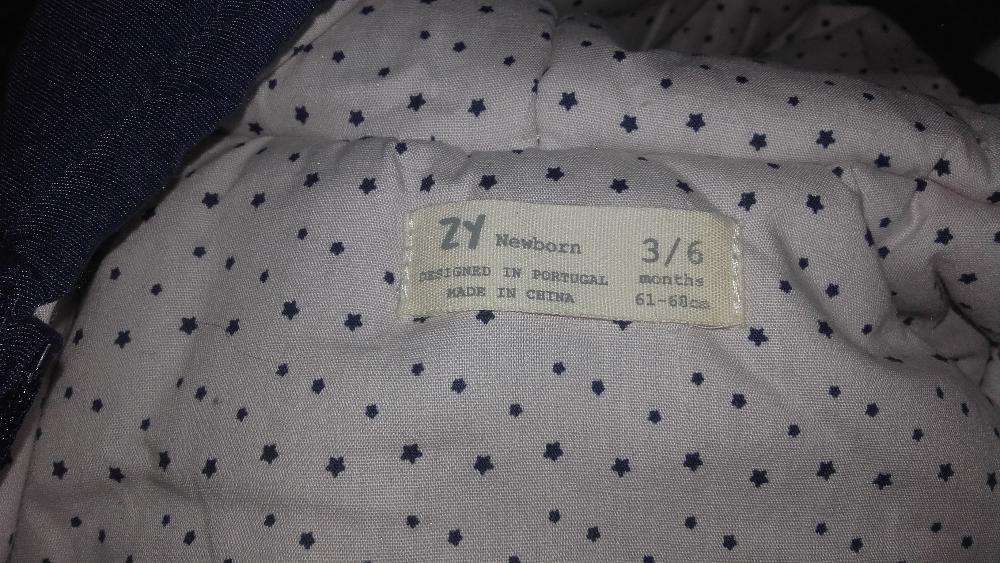 ZY Newborn
DESIGNED IN PORTUGAL
MADE IN CHINA
3/6
months
61-68cm